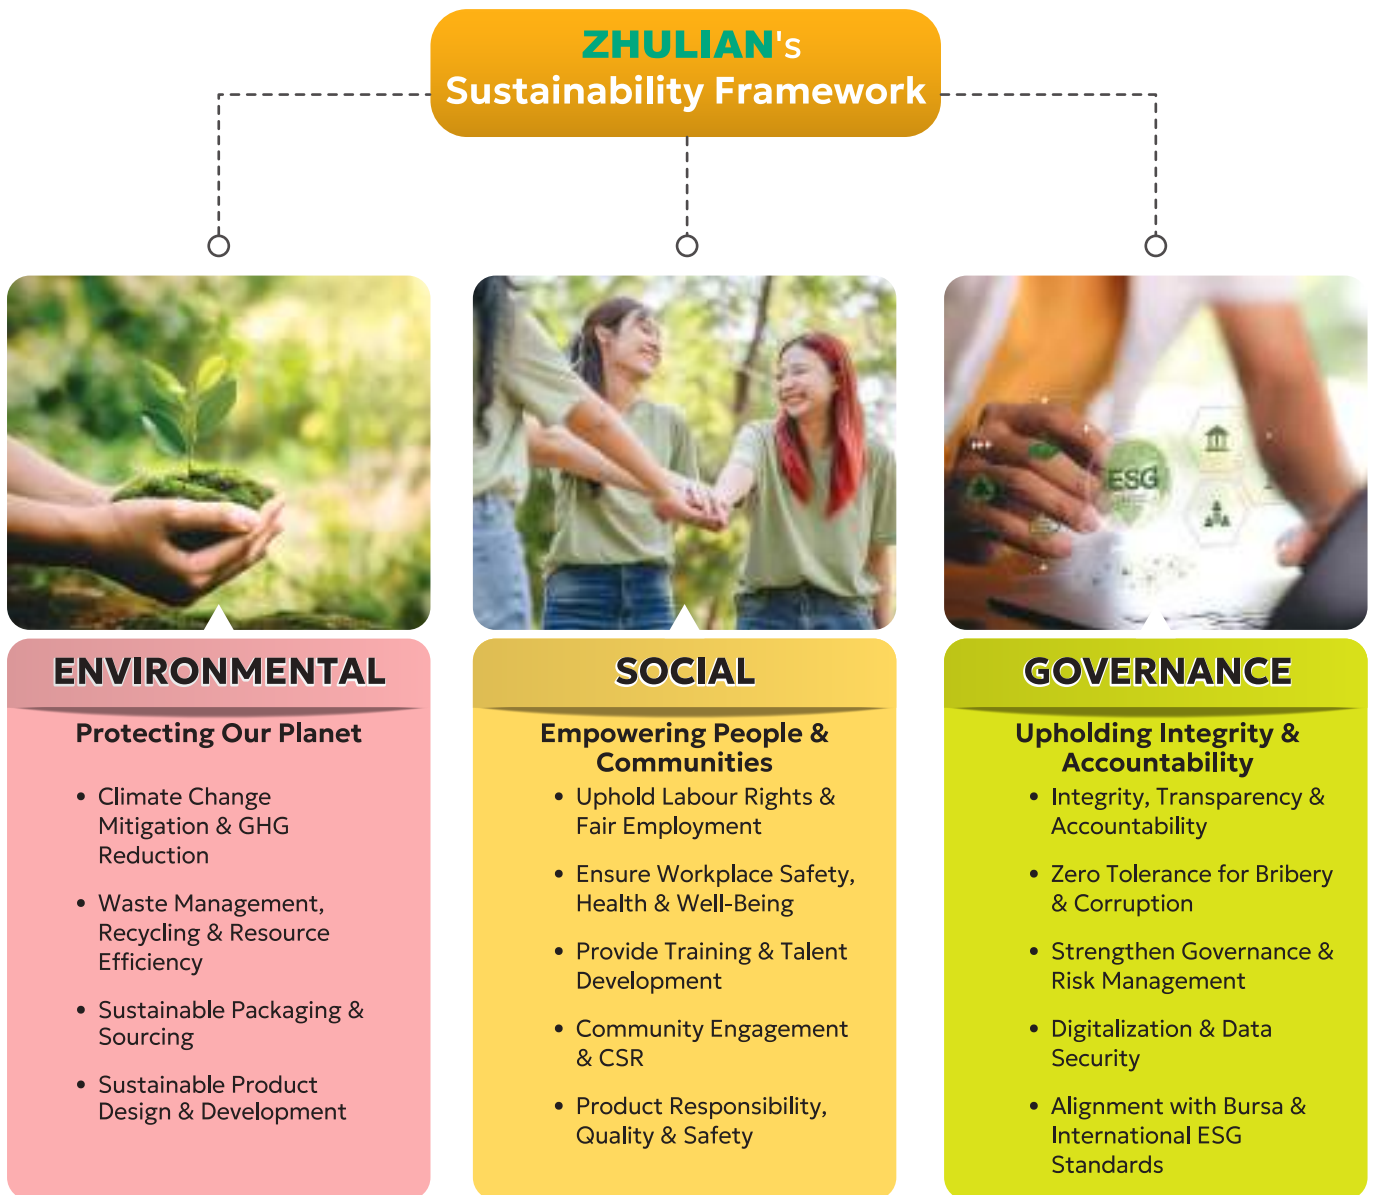 ZHULIAN's
Sustainability Framework
ESG
ENVIRONMENTAL
Protecting Our Planet
• Climate Change
Mitigation & GHG
Reduction
• Waste Management,
Recycling & Resource
Efficiency
• Sustainable Packaging &
Sourcing
• Sustainable Product
Design & Development
SOCIAL
Empowering People &
Communities
• Uphold Labour Rights &
Fair Employment
• Ensure Workplace Safety,
Health & Well-Being
• Provide Training & Talent
Development
• Community Engagement
& CSR
• Product Responsibility,
Quality & Safety
GOVERNANCE
Upholding Integrity &
Accountability
• Integrity, Transparency &
Accountability
• Zero Tolerance for Bribery
& Corruption
• Strengthen Governance &
Risk Management
• Digitalization & Data
Security
• Alignment with Bursa &
International ESG
Standards